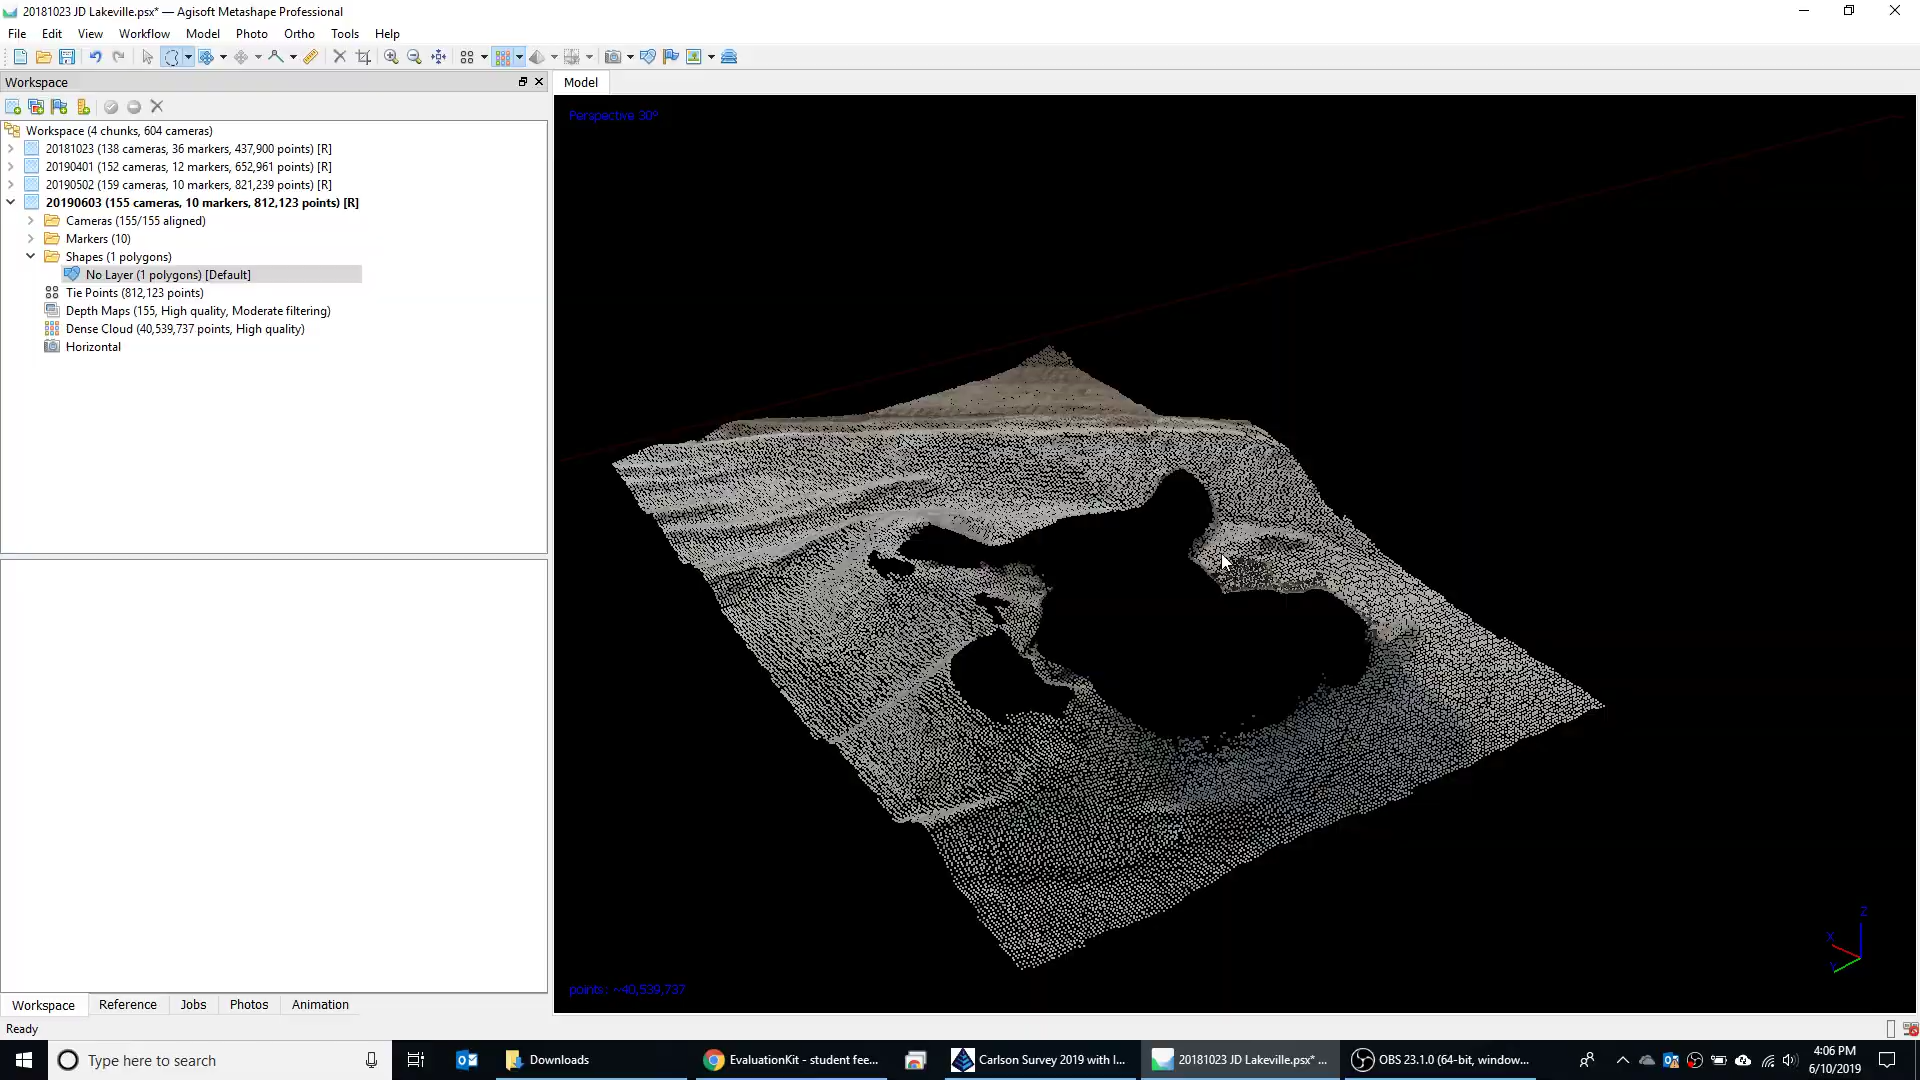 20181023 JD Lakeville.psx* — Agisoft Metashape Professional
File Edit View Workflow Model Photo Ortho Tools Help
Workspace
Model
Perspective 30°
Workspace (4 chunks, 604 cameras)
20181023 (138 cameras, 36 markers, 437,900 points) [R]
20190401 (152 cameras, 12 markers, 652,961 points) [R]
20190502 (159 cameras, 10 markers, 821,239 points) [R]
20190603 (155 cameras, 10 markers, 812,123 points) [R]
Cameras (155/155 aligned)
Markers (10)
Shapes (1 polygons)
No Layer (1 polygons) [Default]
Tie Points (812,123 points)
Depth Maps (155, High quality, Moderate filtering)
Dense Cloud (40,539,737 points, High quality)
Horizontal
Z
X
Y
points: ~40,539,737
Workspace Reference Jobs Photos Animation
Ready
Type here to search
Downloads
EvaluationKit - student fee...
Carlson Survey 2019 with I...
20181023 JD Lakeville.psx* ...
OBS 23.1.0 (64-bit, window...
4:06 PM
6/10/2019